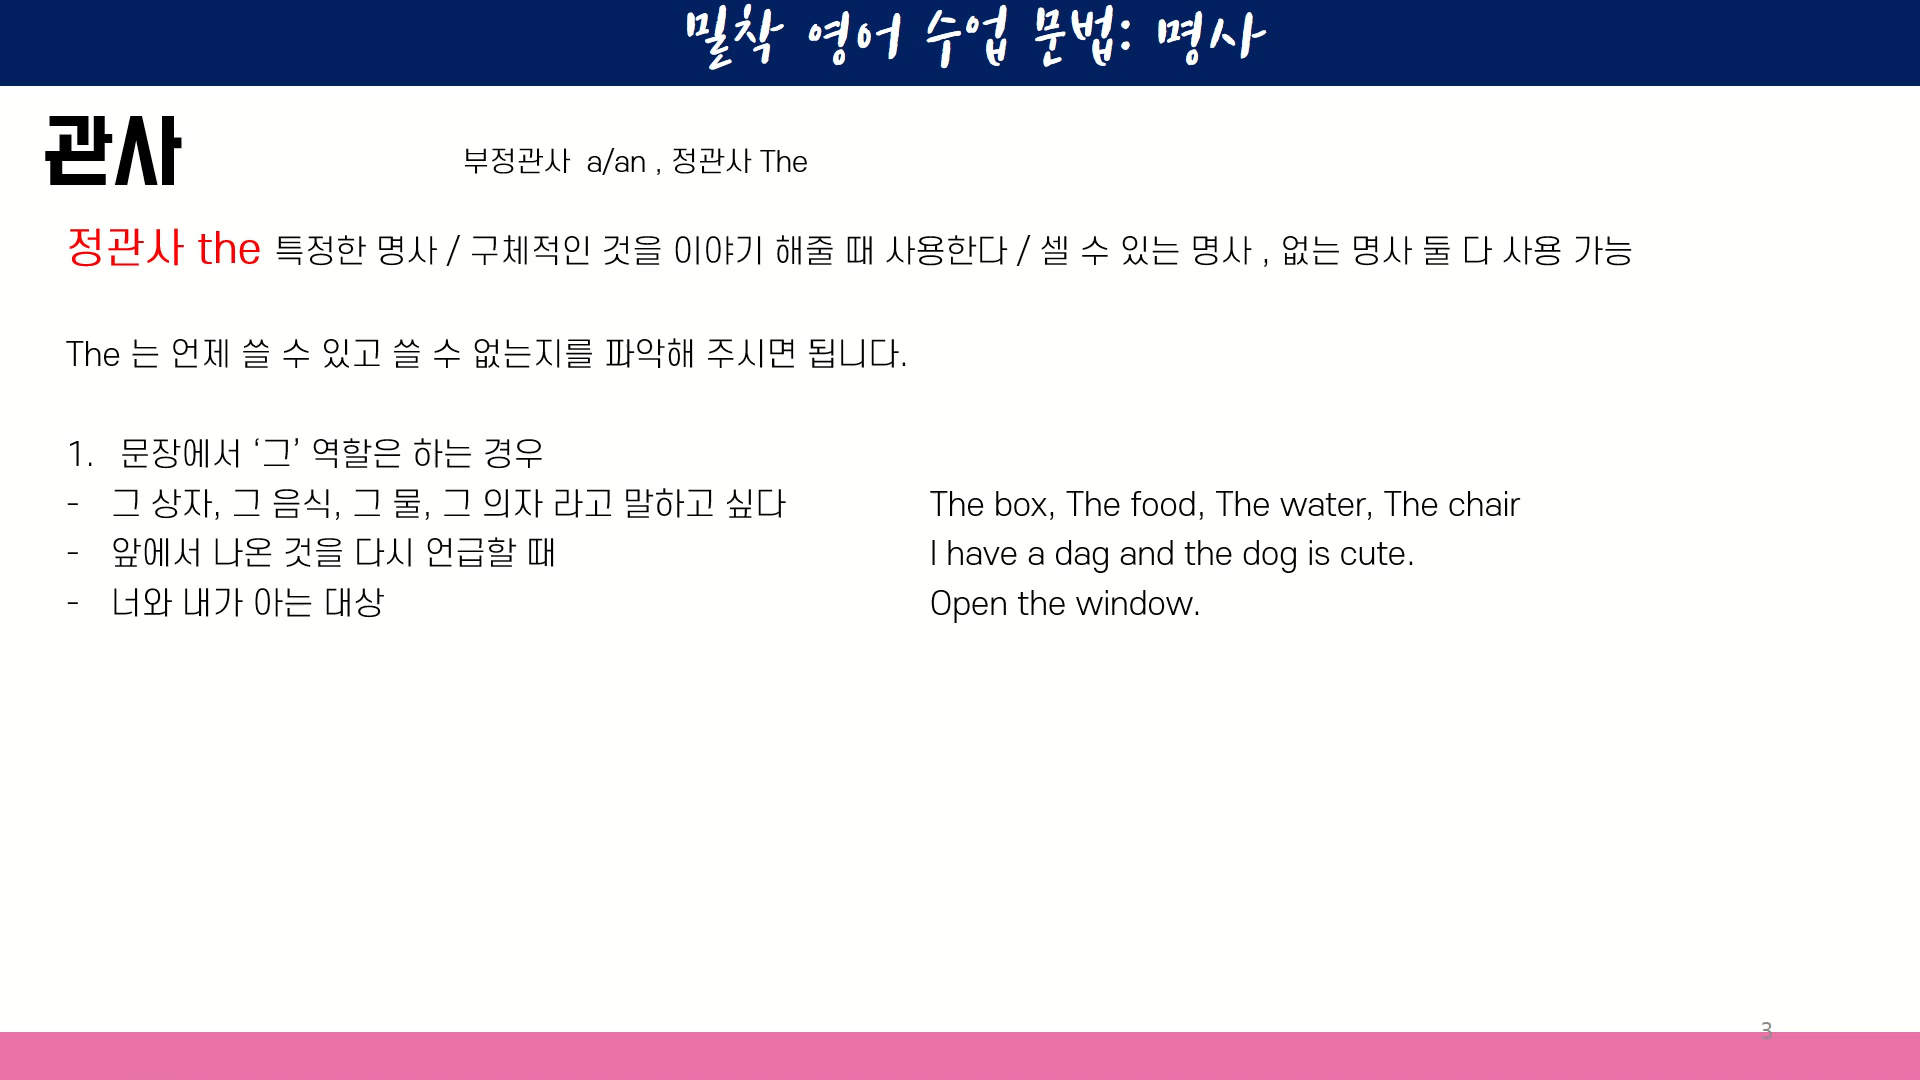 밀착 영어 수업 문법: 명사
관사
부정관사 a/an , 정관사 The
정관사 the 특정한 명사 / 구체적인 것을 이야기 해줄 때 사용한다 / 셀 수 있는 명사 , 없는 명사 둘 다 사용 가능
The 는 언제 쓸 수 있고 쓸 수 없는지를 파악해 주시면 됩니다.
1. 문장에서 ‘그’ 역할은 하는 경우
- 그 상자, 그 음식, 그 물, 그 의자 라고 말하고 싶다 The box, The food, The water, The chair
- 앞에서 나온 것을 다시 언급할 때 I have a dag and the dog is cute.
- 너와 내가 아는 대상 Open the window.
3